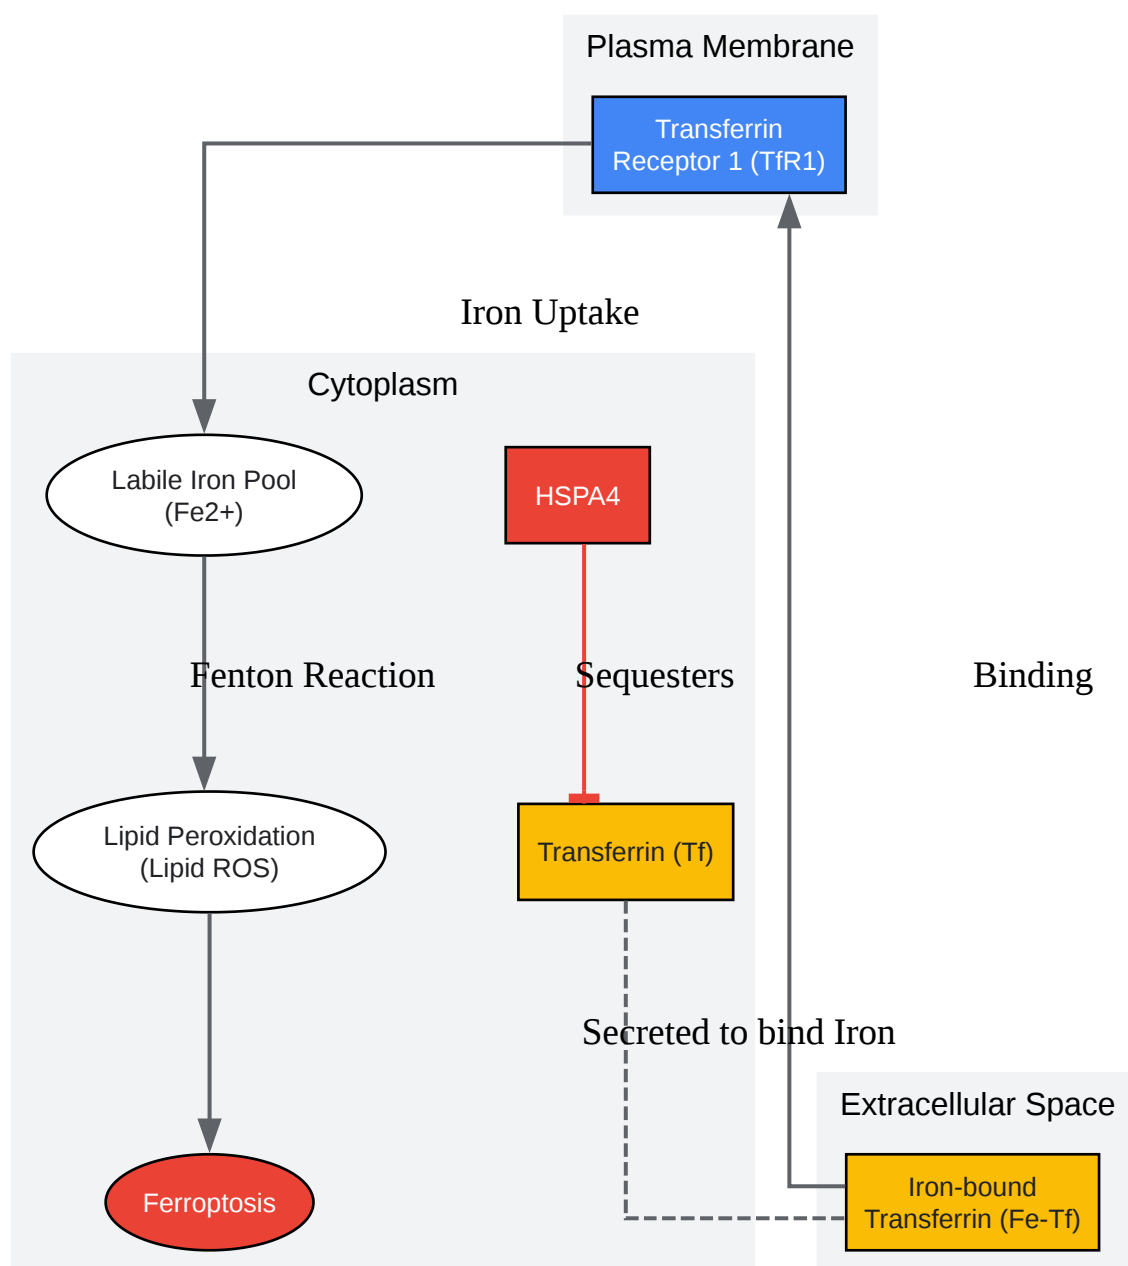 Plasma Membrane
Transferrin
Receptor 1 (TfR1)
Iron Uptake
Cytoplasm
Labile Iron Pool
(Fe2+)
HSPA4
Fenton Reaction
Sequesters
Binding
Lipid Peroxidation
(Lipid ROS)
Transferrin (Tf)
Secreted to bind Iron
Extracellular Space
Ferroptosis
Iron-bound
Transferrin (Fe-Tf)